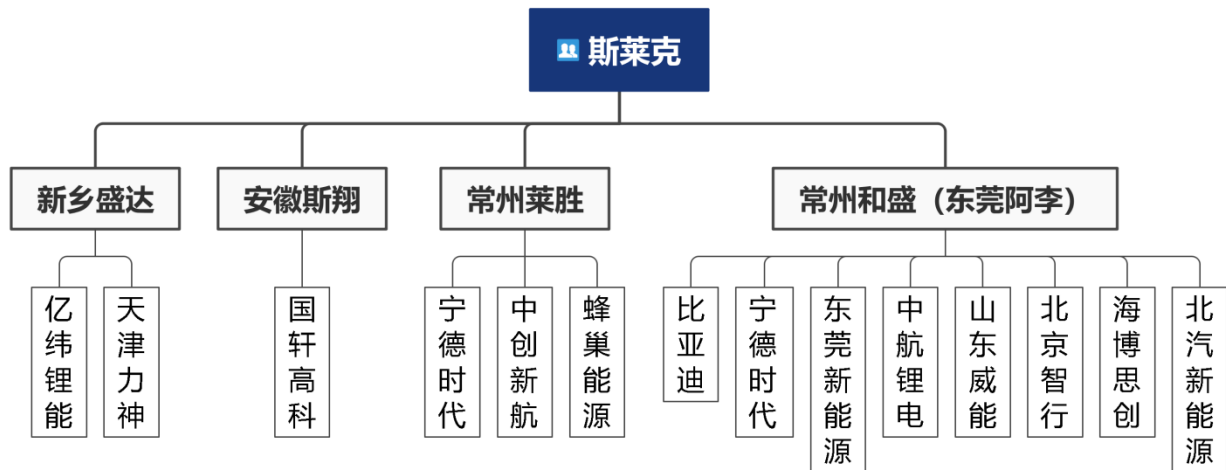 斯莱克
新乡盛达
安徽斯翔
常州莱胜
常州和盛（东莞阿李）
亿纬锂能
天津力神
国轩高科
宁德时代
中创新航
蜂巢能源
比亚迪
宁德时代
东莞新能源
中航锂电
山东威能
北京智行
海博思创
北汽新能源